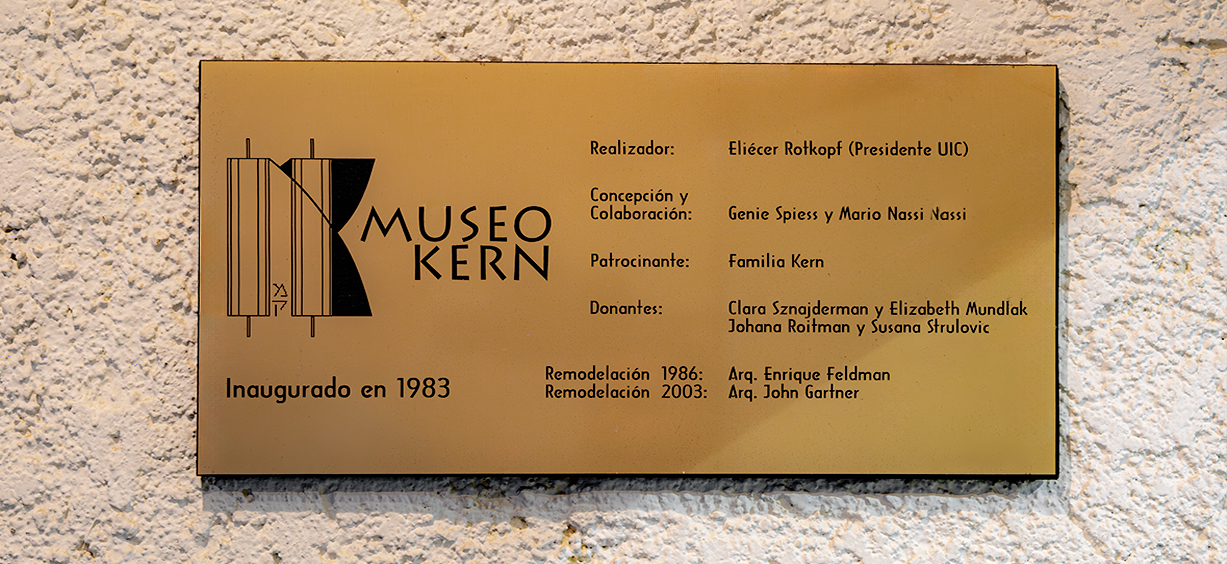 MUSEO
KERN
Inaugurado en 1983
Realizador: Eliécer Rotkopf (Presidente UIC)
Concepción y
Colaboración: Genie Spiess y Mario Nassi Nassi
Patrocinante: Familia Kern
Donantes: Clara Sznajderman y Elizabeth Mundlak
Johana Roitman y Susana Strulovic
Remodelación 1986: Arq. Enrique Feldman
Remodelación 2003: Arq. John Gartner